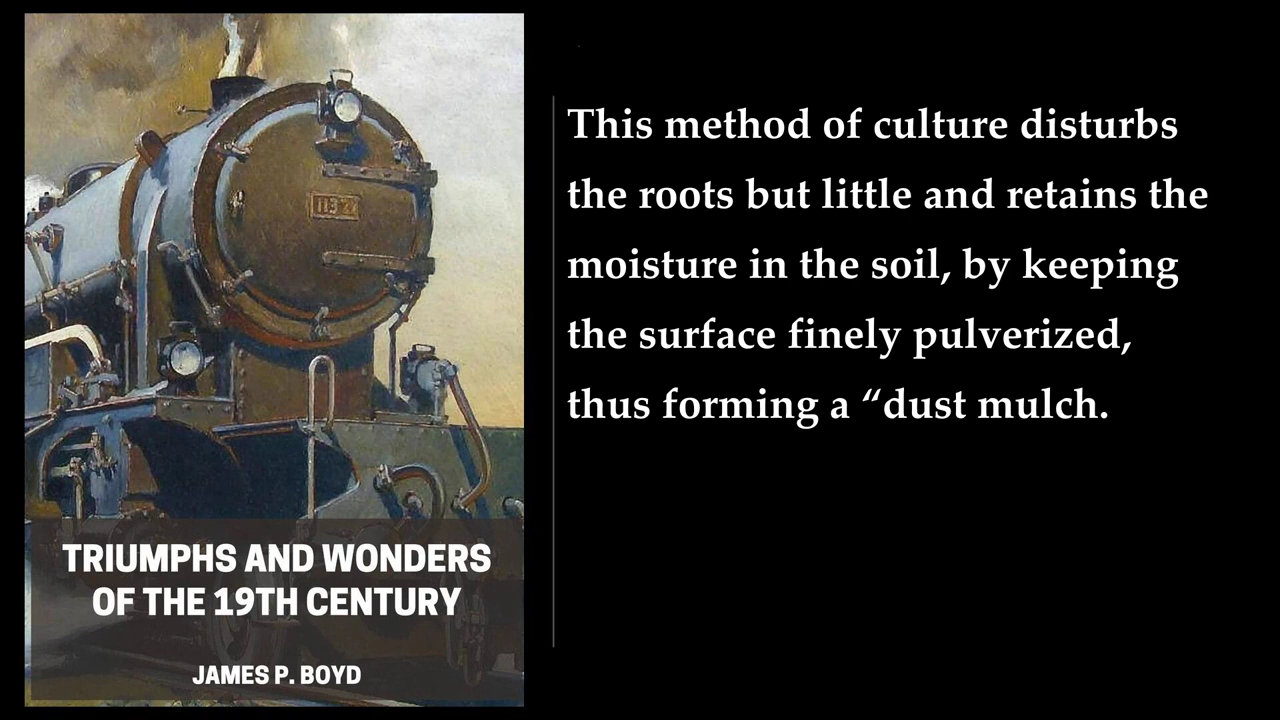 TRIUMPHS AND WONDERS
OF THE 19TH CENTURY
JAMES P. BOYD
This method of culture disturbs
the roots but little and retains the
moisture in the soil, by keeping
the surface finely pulverized,
thus forming a “dust mulch.